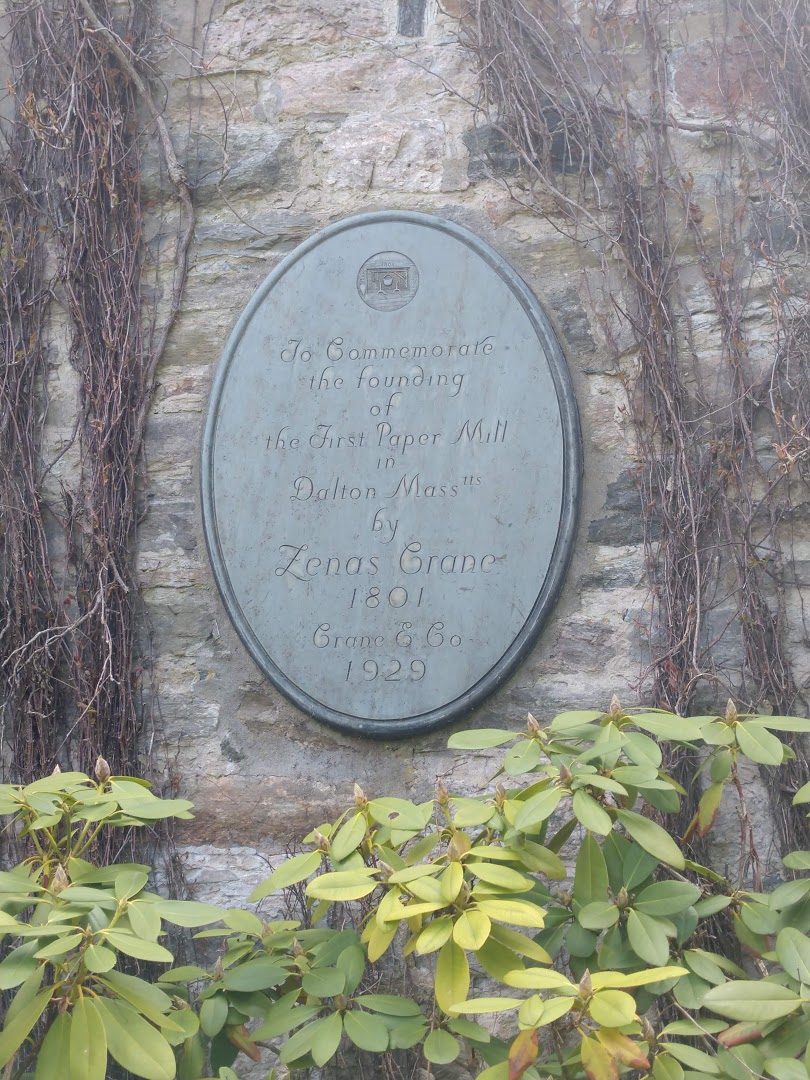 To Commemorate
the founding
of
the First Paper Mill
in
Dalton Mass tts
by
Zenas Crane
1801
Crane & Co
1929